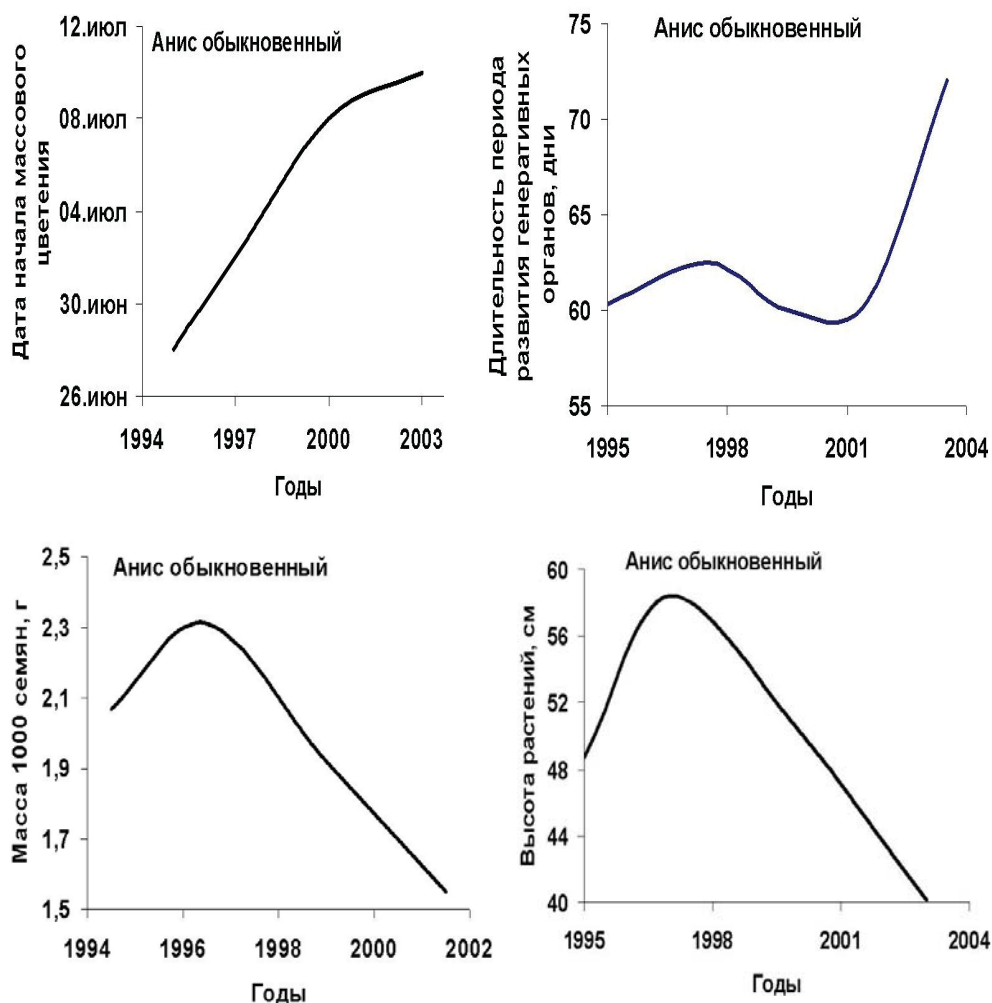 Анис обыкновенный
Дата начала массового
цветения
12.июл
08.июл
04.июл
30.июн
26.июн
1994 1997 2000 2003
Годы
Анис обыкновенный
Длительность периода
развития генеративных
органов, дни
75
70
65
60
55
1995 1998 2001 2004
Годы
Анис обыкновенный
Масса 1000 семян, г
2,5
2,3
2,1
1,9
1,7
1,5
1994 1996 1998 2000 2002
Годы
Анис обыкновенный
Высота растений, см
60
56
52
48
44
40
1995 1998 2001 2004
Годы